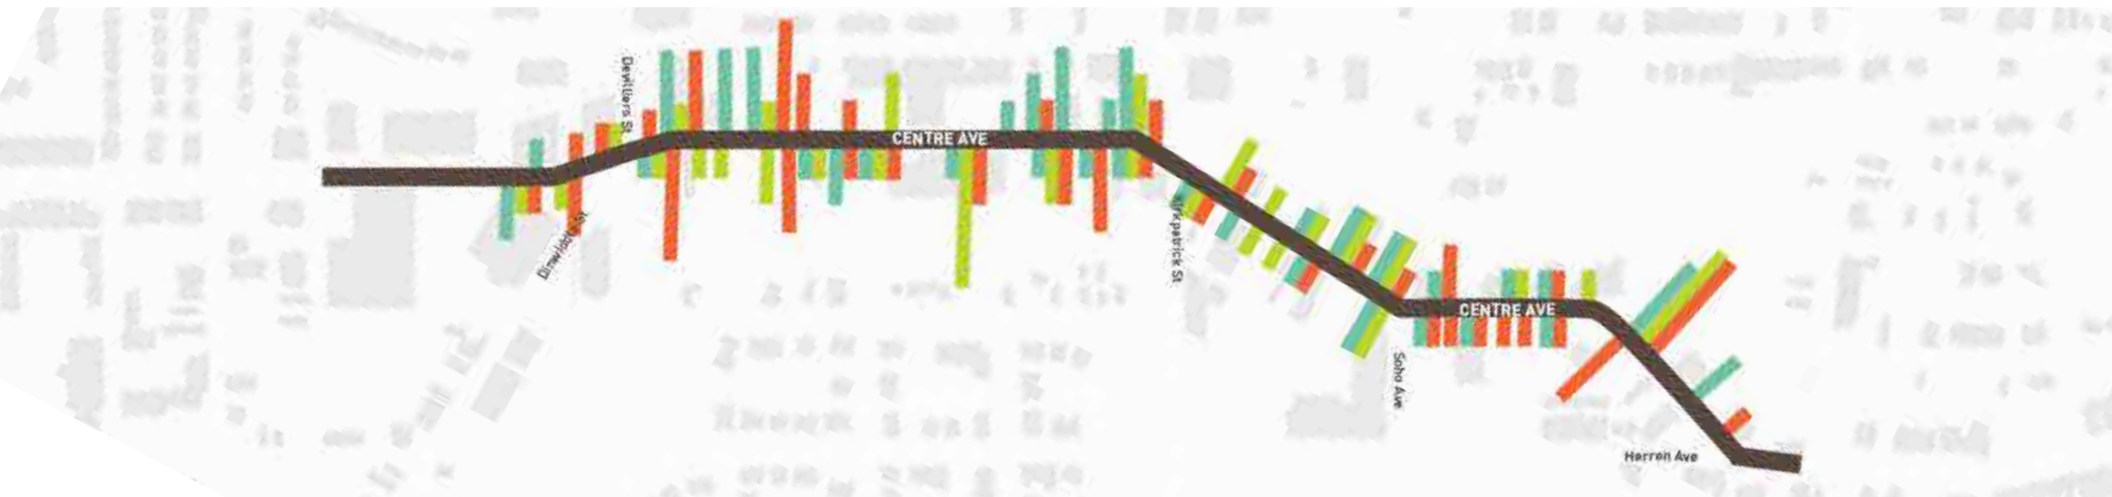 Devilliers St
CENTRE AVE
Dinwiddie St
Kirkpatrick St
CENTRE AVE
Soho Ave
Herron Ave